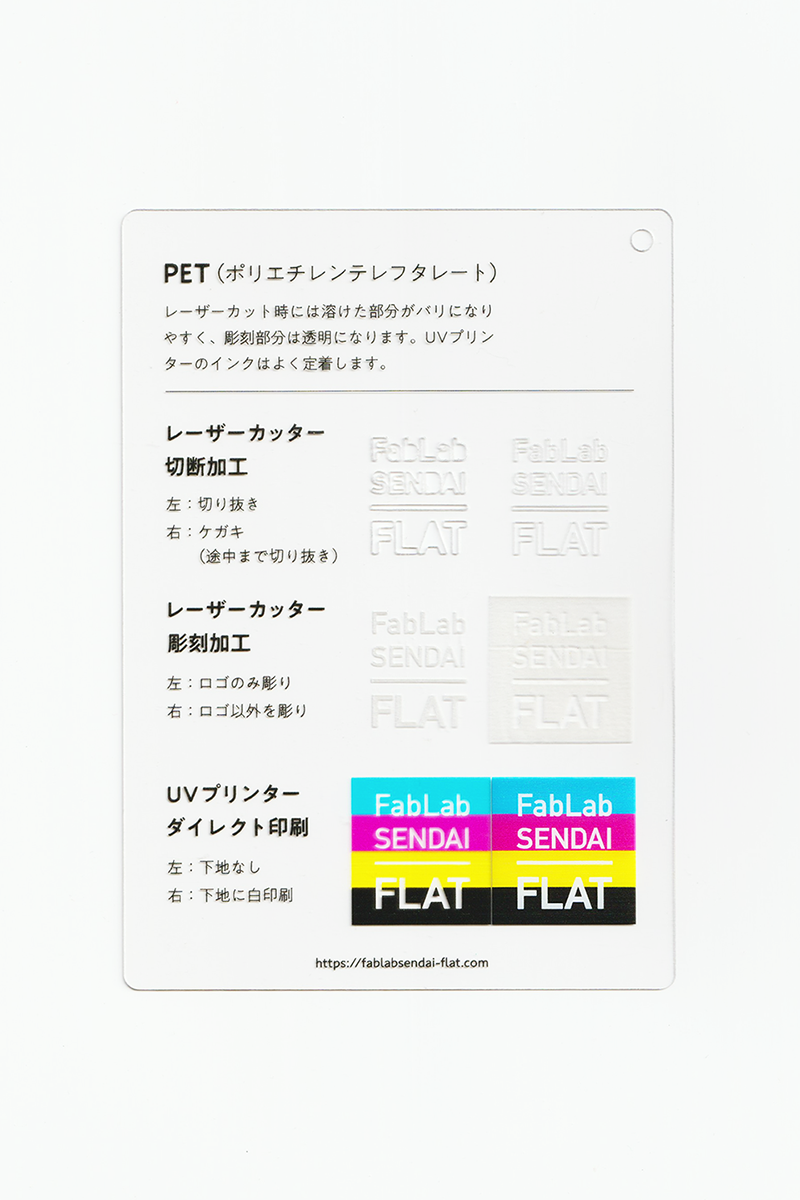 PET（ポリエチレンテレフタレート）
レーザーカット時には溶けた部分がバリになり
やすく、彫刻部分は透明になります。UVプリン
ターのインクはよく定着します。
レーザーカッター
切断加工
左：切り抜き
右：ケガキ
（途中まで切り抜き）
FabLab
SENDAI
FLAT
FabLab
SENDAI
FLAT
レーザーカッター
彫刻加工
左：ロゴのみ彫り
右：ロゴ以外を彫り
FabLab
SENDAI
FLAT
FabLab
SENDAI
FLAT
UVプリンター
ダイレクト印刷
左：下地なし
右：下地に白印刷
FabLab
SENDAI
FLAT
FabLab
SENDAI
FLAT
https://fablabsendai-flat.com